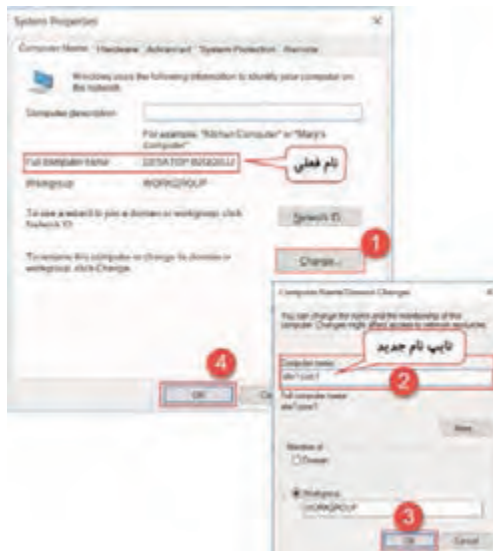 System Properties
Computer Name Hardware Advanced System Protection Remote
Windows uses the following information to identify your computer on
the network.
Computer description:
For example: "Kitchen Computer" or "Mary's
Computer".
Full computer name:
نام فعلی
Workgroup: WORKGROUP
To use a wizard to join a domain or workgroup, click
Network ID.
Network ID...
1
To rename this computer or change its domain or
workgroup, click Change.
Change...
4
OK
Computer Name/Domain Changes
You can change the name and the membership of this
computer. Changes might affect access to network resources.
تایپ نام جدید
Computer name:
2
Full computer name:
More...
Member of
Domain:
Workgroup:
WORKGROUP
3
OK Cancel